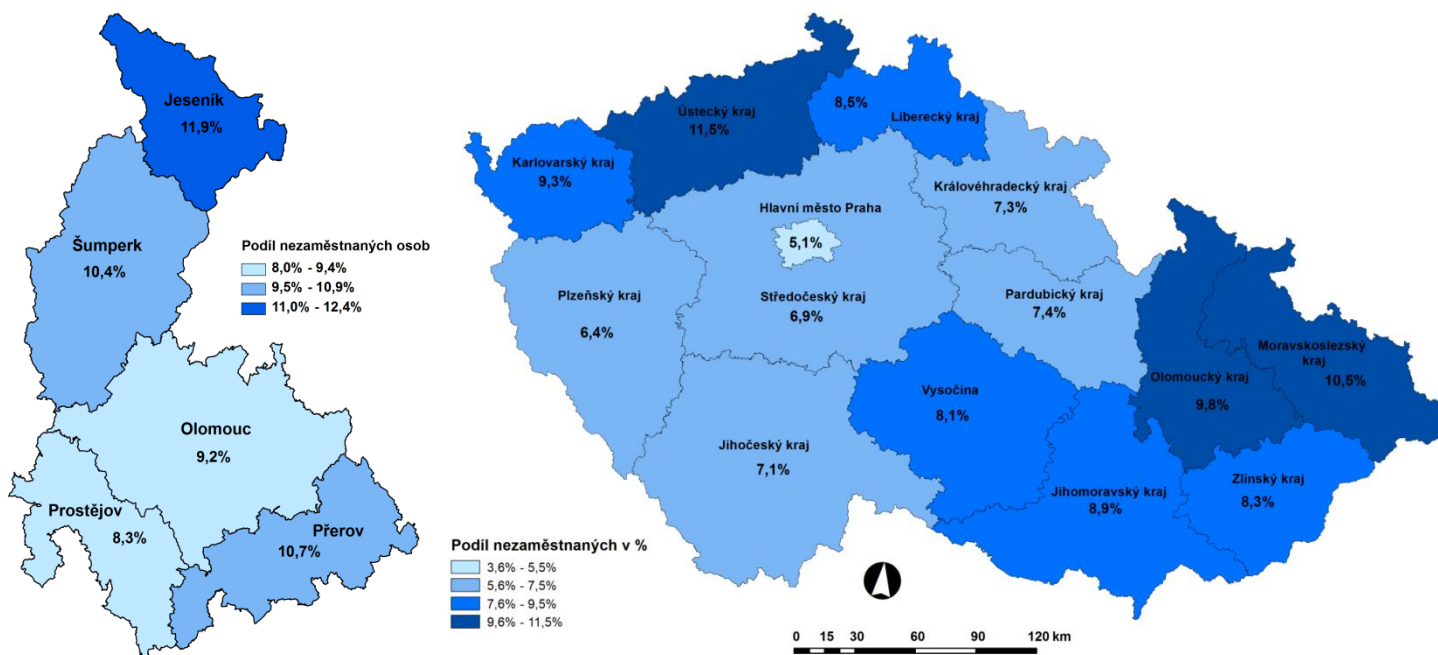 Jeseník
11,9%
Šumperk
10,4%
Podíl nezaměstnaných osob
8,0% - 9,4%
9,5% - 10,9%
11,0% - 12,4%
Olomouc
9,2%
Prostějov
8,3%
Přerov
10,7%
Ústecký kraj
11,5%
8,5%
Liberecký kraj
Karlovarský kraj
9,3%
Královéhradecký kraj
7,3%
Hlavní město Praha
5,1%
Plzeňský kraj
6,4%
Středočeský kraj
6,9%
Pardubický kraj
7,4%
Moravskoslezský
kraj
10,5%
Olomoucký kraj
9,8%
Vysočina
8,1%
Jihočeský kraj
7,1%
Jihomoravský kraj
8,9%
Zlínský kraj
8,3%
Podíl nezaměstnaných v %
3,6% - 5,5%
5,6% - 7,5%
7,6% - 9,5%
9,6% - 11,5%
0 15 30 60 90 120 km